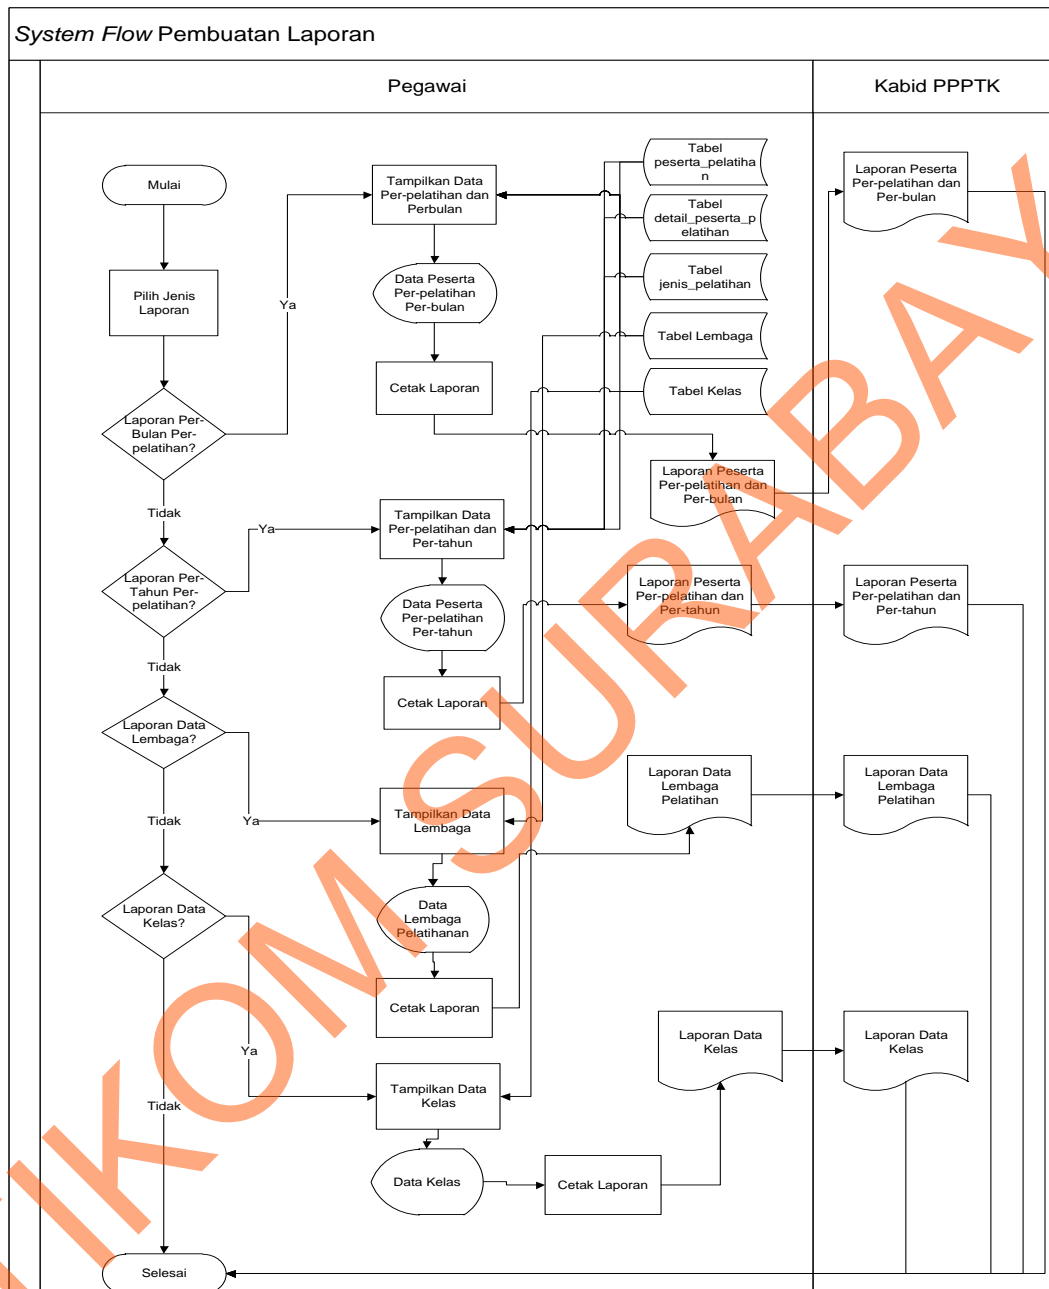 System Flow Pembuatan Laporan
Pegawai
Kabid PPPTK
Mulai
Pilih Jenis
Laporan
Laporan Per-
Bulan Per-
pelatihan?
Ya
Tidak
Tampilkan Data
Per-pelatihan dan
Perbulan
Data Peserta
Per-pelatihan
Per-bulan
Cetak Laporan
Tabel
peserta_pelatiha
n
Tabel
detail_peserta_p
elatihan
Tabel
jenis_pelatihan
Tabel Lembaga
Tabel Kelas
Laporan Peserta
Per-pelatihan dan
Per-bulan
Laporan Peserta
Per-pelatihan dan
Per-bulan
Laporan Per-
Tahun Per-
pelatihan?
Ya
Tidak
Tampilkan Data
Per-pelatihan dan
Per-tahun
Data Peserta
Per-pelatihan
Per-tahun
Cetak Laporan
Laporan Peserta
Per-pelatihan dan
Per-tahun
Laporan Peserta
Per-pelatihan dan
Per-tahun
Laporan Data
Lembaga?
Ya
Tidak
Tampilkan Data
Lembaga
Data
Lembaga
Pelatihanan
Cetak Laporan
Laporan Data
Lembaga
Pelatihan
Laporan Data
Lembaga
Pelatihan
Laporan Data
Kelas?
Ya
Tidak
Tampilkan Data
Kelas
Data Kelas
Cetak Laporan
Laporan Data
Kelas
Laporan Data
Kelas
Selesai
TIKOM SURABAY